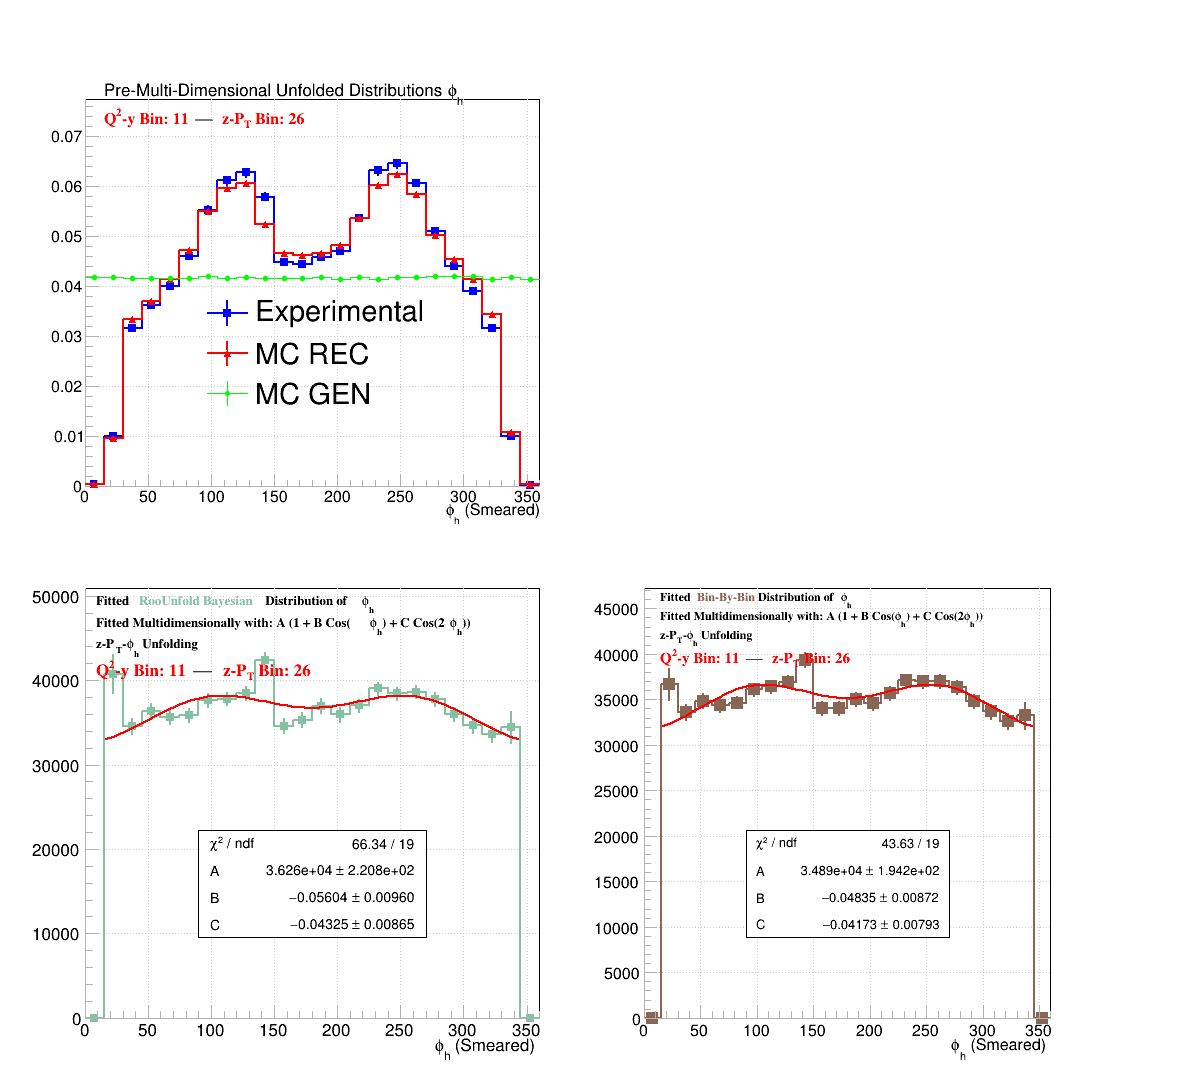 Pre-Multi-Dimensional Unfolded Distributions ϕh
Q2-y Bin: 11 — z-PT Bin: 26
0.07
0.06
0.05
0.04
0.03
0.02
0.01
0
Experimental
MC REC
MC GEN
0 50 100 150 200 250 300 350
ϕh (Smeared)
Fitted RooUnfold Bayesian Distribution of ϕh
Fitted Multidimensionally with: A (1 + B Cos( ϕh) + C Cos(2 ϕh))
z-PT-ϕh Unfolding
Q2-y Bin: 11 — z-PT Bin: 26
50000
40000
30000
20000
10000
0
χ2 / ndf 66.34 / 19
A 3.626e+04 ± 2.208e+02
B −0.05604 ± 0.00960
C −0.04325 ± 0.00865
0 50 100 150 200 250 300 350
ϕh (Smeared)
Fitted Bin-By-Bin Distribution of ϕh
Fitted Multidimensionally with: A (1 + B Cos(ϕh) + C Cos(2ϕh))
z-PT-ϕh Unfolding
Q2-y Bin: 11 — z-PT Bin: 26
45000
40000
35000
30000
25000
20000
15000
10000
5000
0
χ2 / ndf 43.63 / 19
A 3.489e+04 ± 1.942e+02
B −0.04835 ± 0.00872
C −0.04173 ± 0.00793
0 50 100 150 200 250 300 350
ϕh (Smeared)